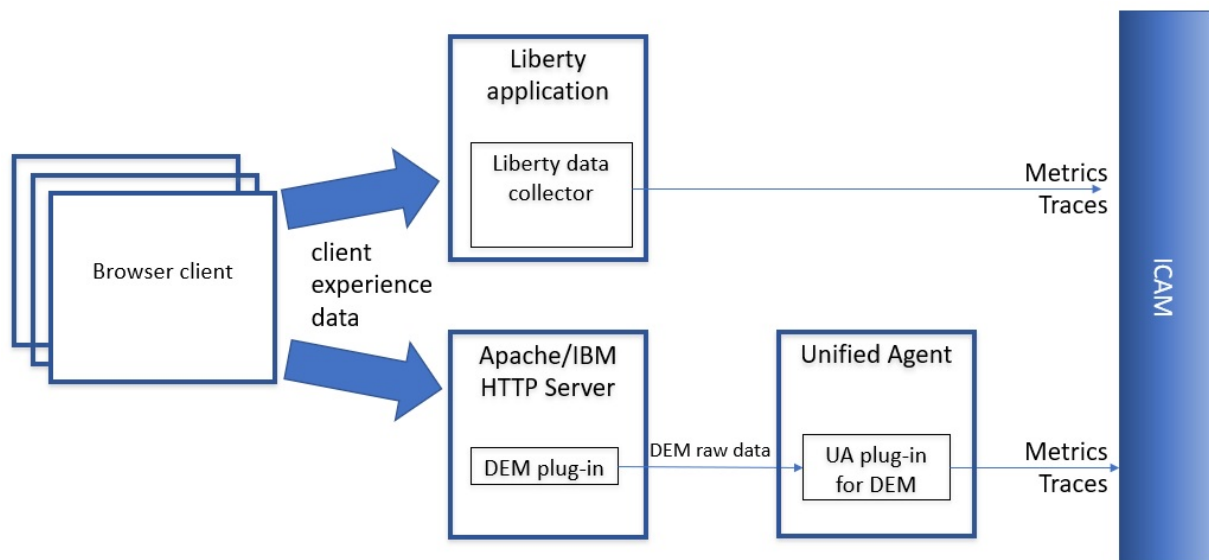 Liberty
application
Liberty data
collector
Metrics
Traces
Browser client
client
experience
data
ICAM
Apache/IBM
HTTP Server
DEM plug-in
DEM raw data
Unified Agent
UA plug-in
for DEM
Metrics
Traces